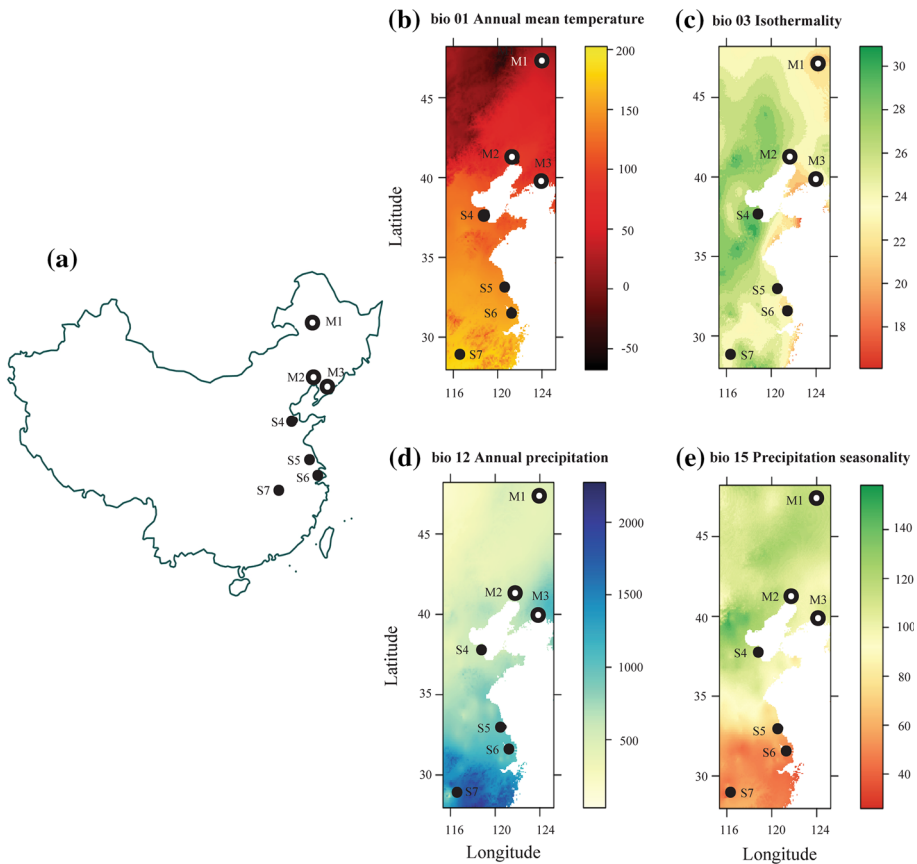 (a)
M1
M2
M3
S4
S5
S6
S7
(b) bio 01 Annual mean temperature
M1
M2
M3
S4
S5
S6
S7
45
40
35
30
Latitude
116 120 124
200
150
100
50
0
-50
(c) bio 03 Isothermality
M1
M2
M3
S4
S5
S6
S7
45
40
35
30
116 120 124
30
28
26
24
22
20
18
(d) bio 12 Annual precipitation
M1
M2
M3
S4
S5
S6
S7
45
40
35
30
Latitude
116 120 124
Longitude
2000
1500
1000
500
(e) bio 15 Precipitation seasonality
M1
M2
M3
S4
S5
S6
S7
45
40
35
30
116 120 124
Longitude
140
120
100
80
60
40